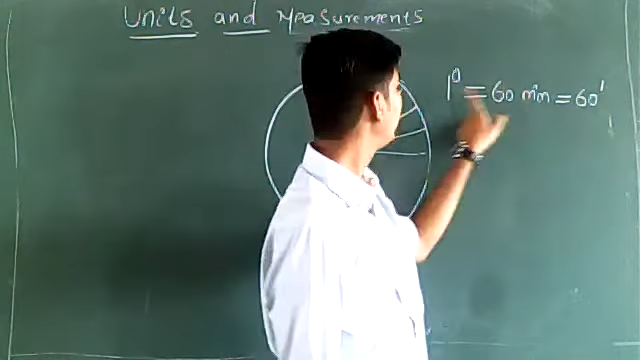 Units and Measurements
1° = 60 min = 60'